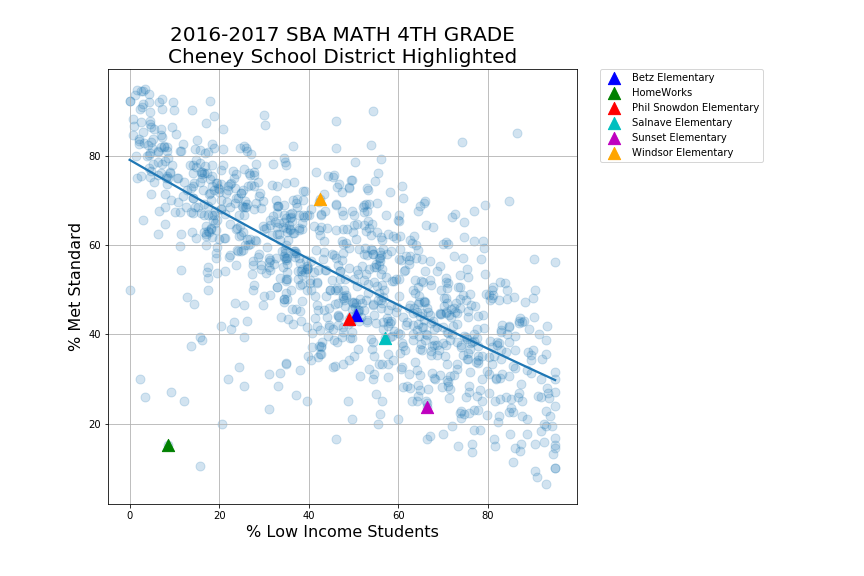 2016-2017 SBA MATH 4TH GRADE
Cheney School District Highlighted
Betz Elementary
HomeWorks
Phil Snowdon Elementary
Salnave Elementary
Sunset Elementary
Windsor Elementary
% Met Standard
80
60
40
20
0 20 40 60 80
% Low Income Students